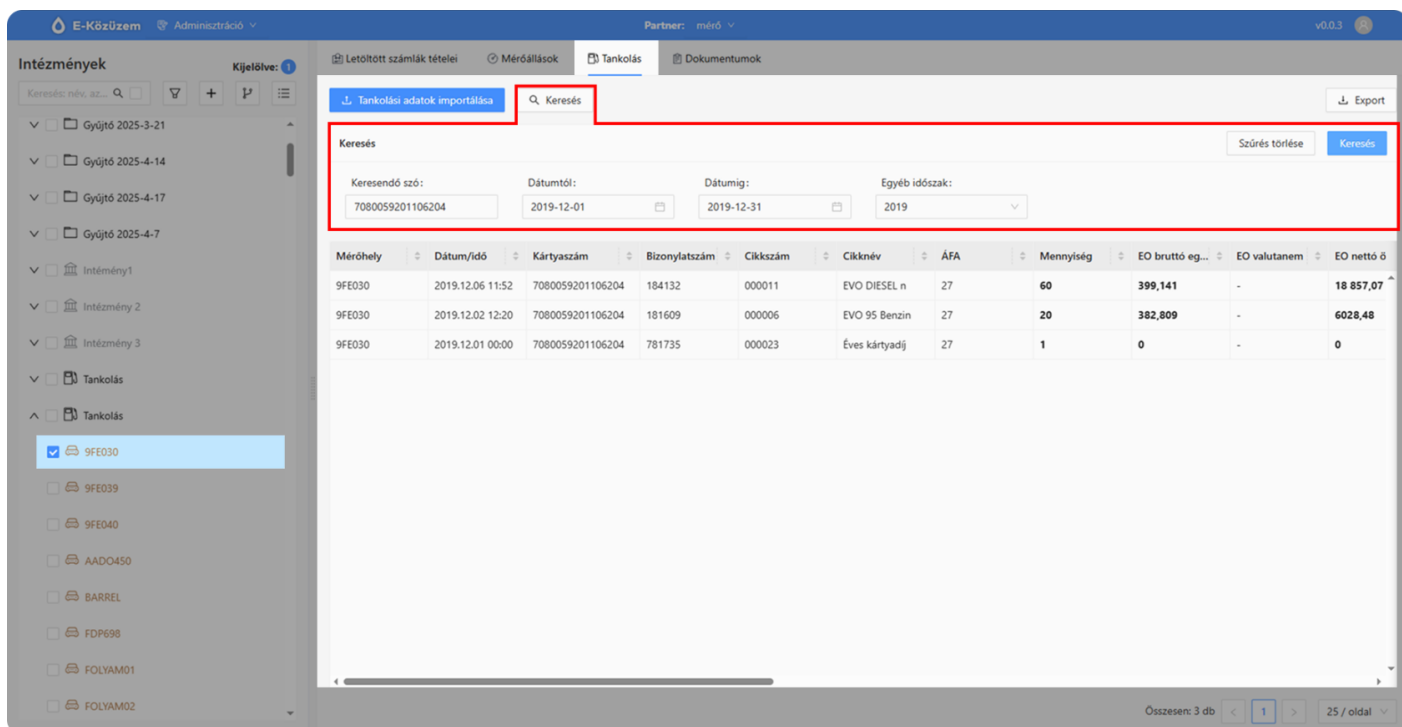 E-Közüzem Adminisztráció Partner: mérő v0.0.3
Intézmények Kijelölve: 1
Keresés: név, az...
Gyűjtő 2025-3-21
Gyűjtő 2025-4-14
Gyűjtő 2025-4-17
Gyűjtő 2025-4-7
Intémény1
Intézmény 2
Intézmény 3
Tankolás
Tankolás
9FE030
9FE039
9FE040
AADO450
BARREL
FDP698
FOLYAM01
FOLYAM02
Letöltött számlák tételei Mérőállások Tankolás Dokumentumok
Tankolási adatok importálása Keresés Export
Keresés Szűrés törlése Keresés
Keresendő szó: Dátumtól: Dátumig: Egyéb időszak:
7080059201106204 2019-12-01 2019-12-31 2019
Mérőhely Dátum/idő Kártyaszám Bizonylatszám Cikkszám Cikknév ÁFA Mennyiség EO bruttó eg... EO valutanem EO nettó ö
9FE030 2019.12.06 11:52 7080059201106204 184132 000011 EVO DIESEL n 27 60 399,141 - 18 857,07
9FE030 2019.12.02 12:20 7080059201106204 181609 000006 EVO 95 Benzin 27 20 382,809 - 6028,48
9FE030 2019.12.01 00:00 7080059201106204 781735 000023 Éves kártyadíj 27 1 0 - 0
Összesen: 3 db < 1 > 25 / oldal